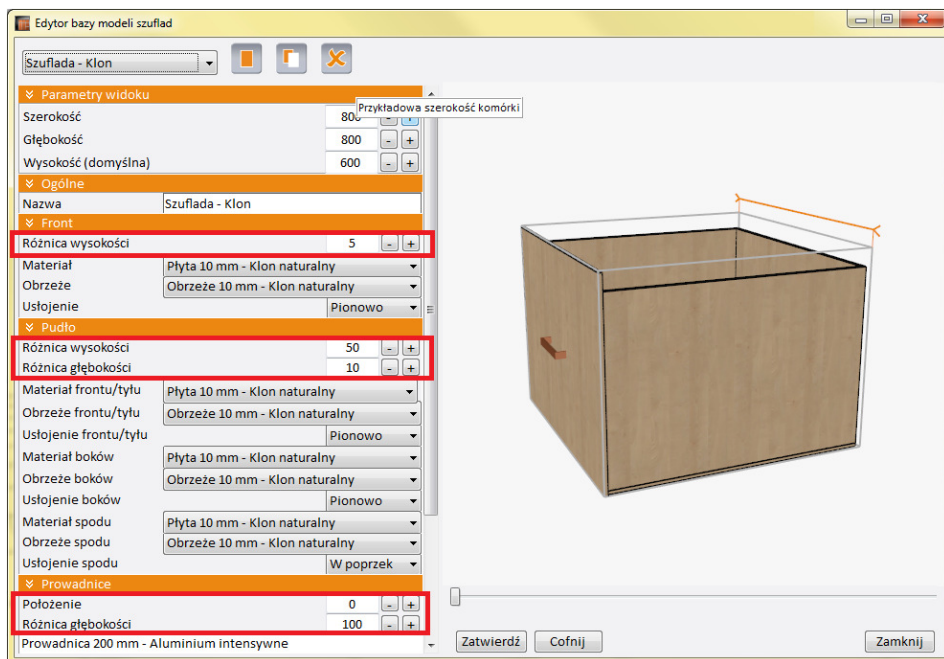 Edytor bazy modeli szuflad
Szuflada - Klon
Parametry widoku
Przykładowa szerokość komórki
Szerokość 800 - +
Głębokość 800 - +
Wysokość (domyślna) 600 - +
Ogólne
Nazwa Szuflada - Klon
Front
Różnica wysokości 5 - +
Materiał Płyta 10 mm - Klon naturalny
Obrzeże Obrzeże 10 mm - Klon naturalny
Usłojenie Pionowo
Pudło
Różnica wysokości 50 - +
Różnica głębokości 10 - +
Materiał frontu/tyłu Płyta 10 mm - Klon naturalny
Obrzeże frontu/tyłu Obrzeże 10 mm - Klon naturalny
Usłojenie frontu/tyłu Pionowo
Materiał boków Płyta 10 mm - Klon naturalny
Obrzeże boków Obrzeże 10 mm - Klon naturalny
Usłojenie boków Pionowo
Materiał spodu Płyta 10 mm - Klon naturalny
Obrzeże spodu Obrzeże 10 mm - Klon naturalny
Usłojenie spodu W poprzek
Prowadnice
Położenie 0 - +
Różnica głębokości 100 - +
Prowadnica 200 mm - Aluminium intensywne
Zatwierdź Cofnij Zamknij